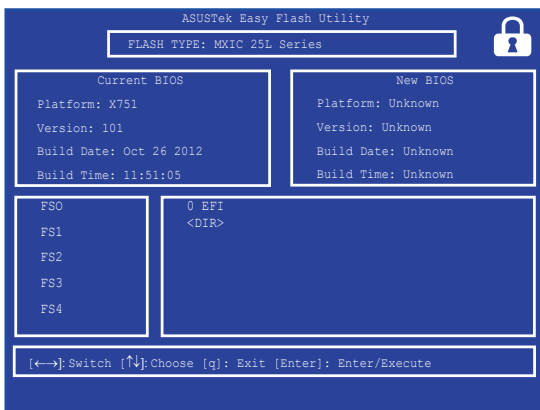 ASUSTek Easy Flash Utility
FLASH TYPE: MXIC 25L Series
Current BIOS
Platform: X751
Version: 101
Build Date: Oct 26 2012
Build Time: 11:51:05
New BIOS
Platform: Unknown
Version: Unknown
Build Date: Unknown
Build Time: Unknown
FSO
FS1
FS2
FS3
FS4
0 EFI
<DIR>
[←→]: Switch [↑↓]: Choose [q]: Exit [Enter]: Enter/Execute